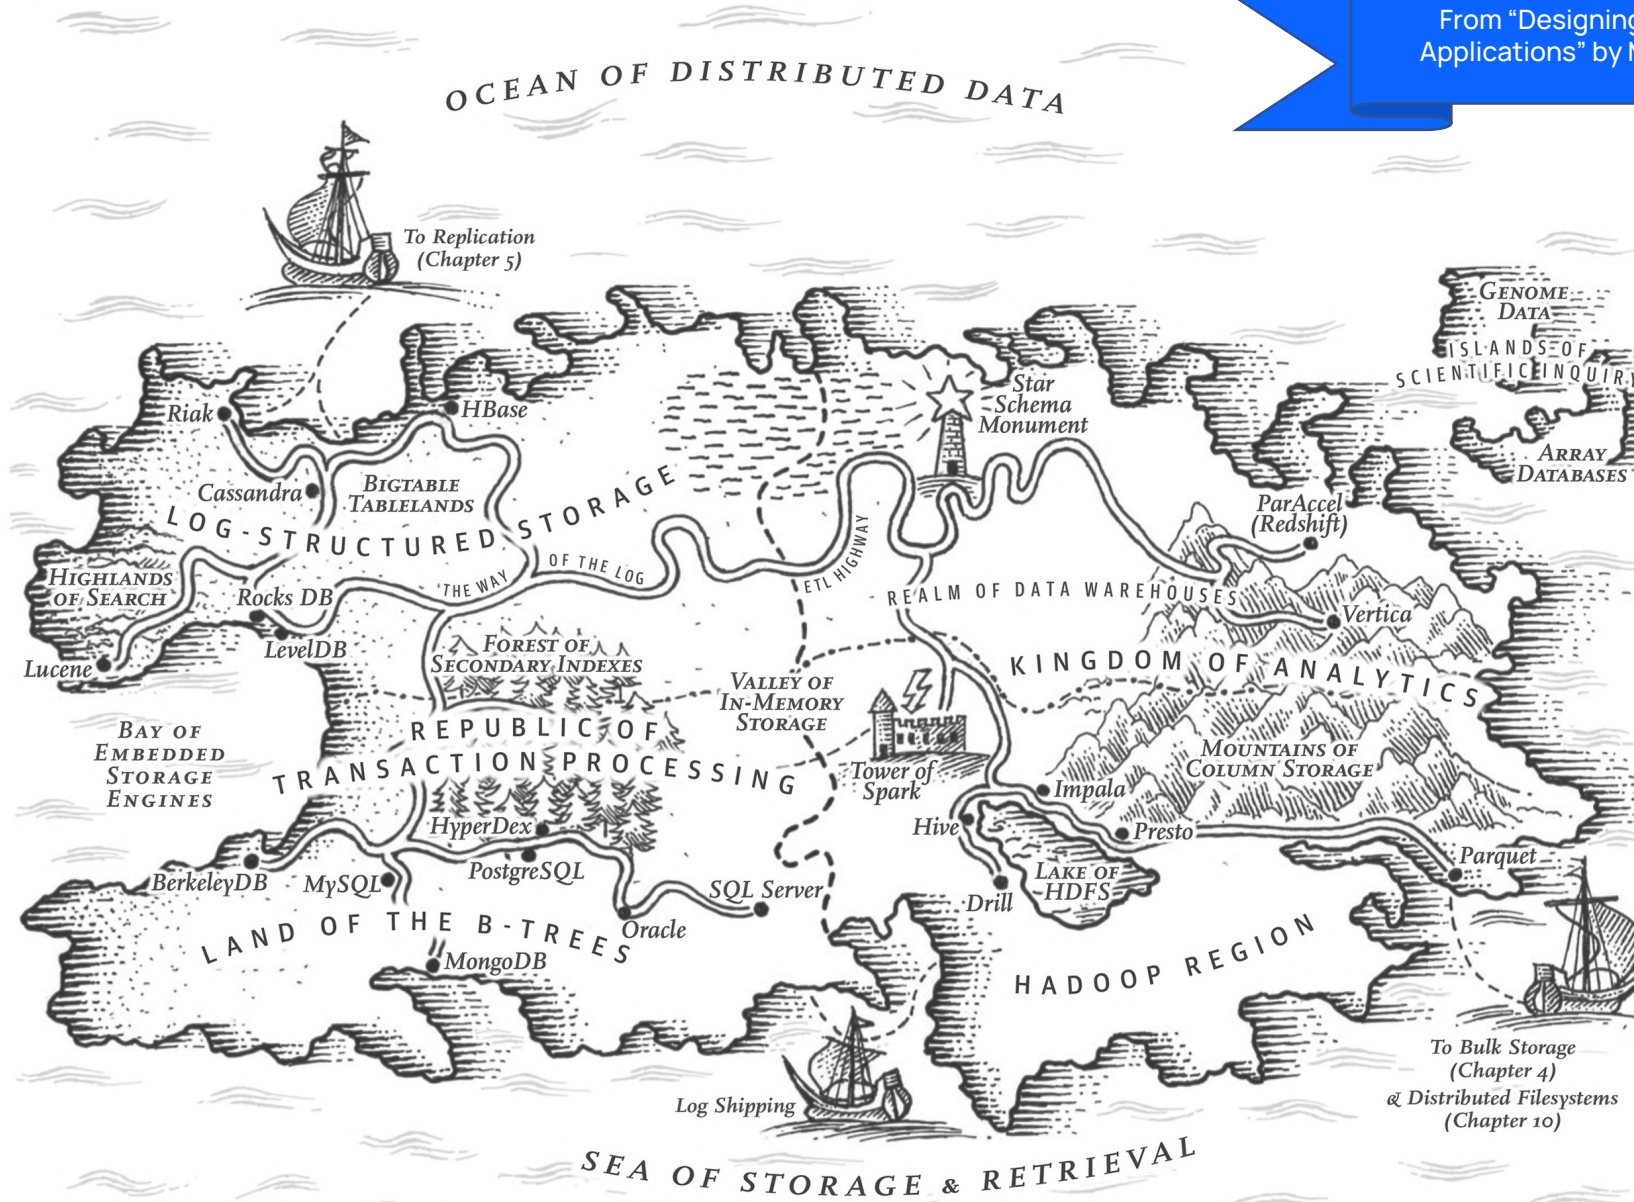 From “Designing
Applications” by M
OCEAN OF DISTRIBUTED DATA
To Replication
(Chapter 5)
GENOME
DATA
ISLANDS OF
SCIENTIFIC INQUIRY
ARRAY
DATABASES
Riak
HBase
Star
Schema
Monument
Cassandra
BIGTABLE
TABLELANDS
LOG-STRUCTURED STORAGE
ParAccel
(Redshift)
HIGHLANDS
OF SEARCH
Rocks DB
THE WAY
OF THE LOG
ETL HIGHWAY
REALM OF DATA WAREHOUSES
Vertica
Lucene
LevelDB
FOREST OF
SECONDARY INDEXES
KINGDOM OF ANALYTICS
VALLEY OF
IN-MEMORY
STORAGE
BAY OF
EMBEDDED
STORAGE
ENGINES
REPUBLIC OF
TRANSACTION PROCESSING
Tower of
Spark
MOUNTAINS OF
COLUMN STORAGE
Impala
HyperDex
Hive
Presto
BerkeleyDB
MySQL
PostgreSQL
SQL Server
LAKE OF
HDFS
Parquet
Drill
LAND OF THE B-TREES
Oracle
MongoDB
HADOOP REGION
To Bulk Storage
(Chapter 4)
& Distributed Filesystems
(Chapter 10)
Log Shipping
SEA OF STORAGE & RETRIEVAL